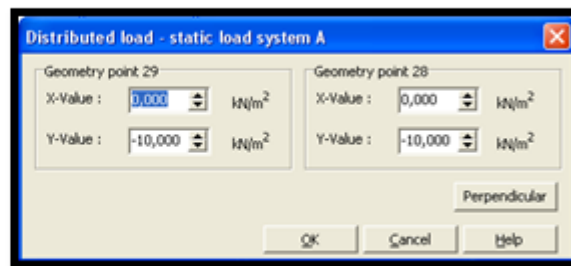 Distributed load - static load system A
Geometry point 29
X-Value : 0,000 kN/m²
Y-Value : -10,000 kN/m²
Geometry point 28
X-Value : 0,000 kN/m²
Y-Value : -10,000 kN/m²
Perpendicular
OK Cancel Help